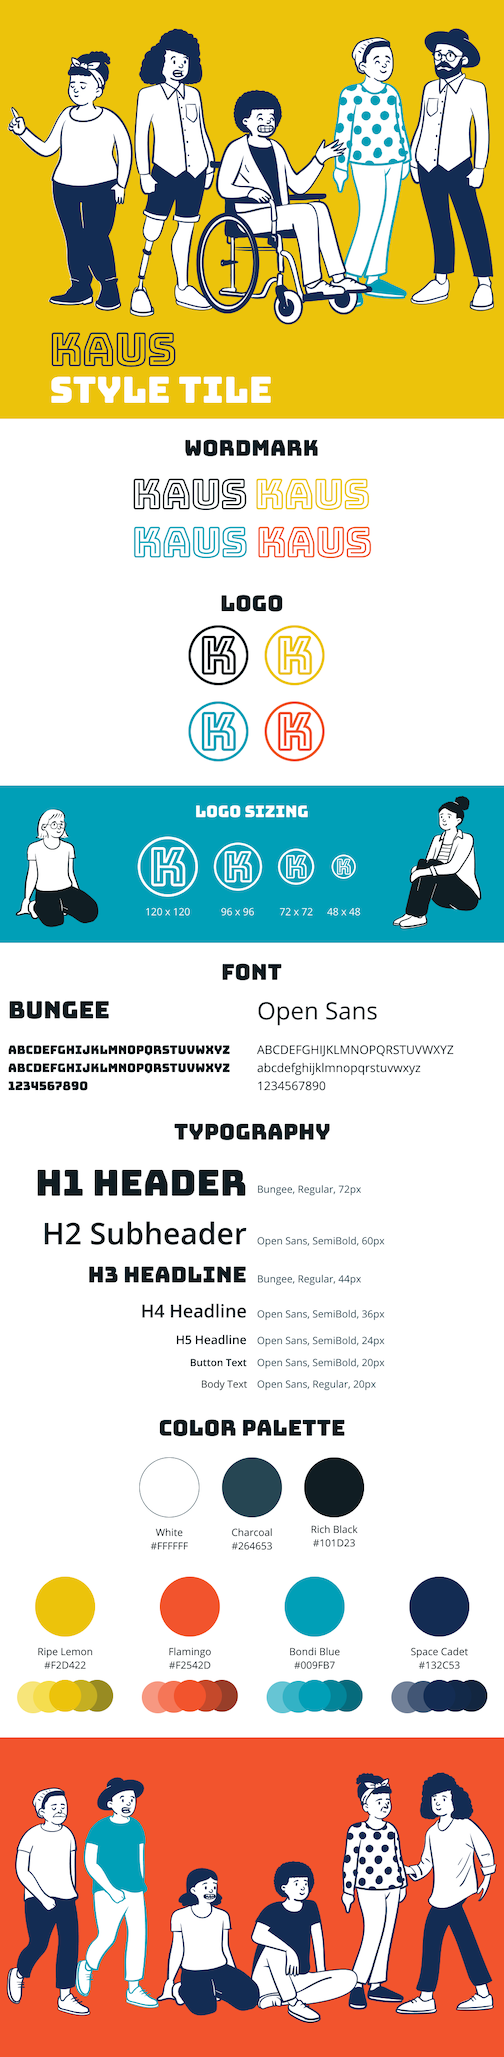 KAUS
STYLE TILE
WORDMARK
KAUS KAUS
KAUS KAUS
LOGO
K K
K K
LOGO SIZING
K K K K
120 x 120 96 x 96 72 x 72 48 x 48
FONT
BUNGEE Open Sans
ABCDEFGHIJKLMNOPQRSTUVWXYZ ABCDEFGHIJKLMNOPQRSTUVWXYZ
ABCDEFGHIJKLMNOPQRSTUVWXYZ abcdefghijklmnopqrstuvwxyz
1234567890 1234567890
TYPOGRAPHY
H1 HEADER Bungee, Regular, 72px
H2 Subheader Open Sans, SemiBold, 60px
H3 HEADLINE Bungee, Regular, 44px
H4 Headline Open Sans, SemiBold, 36px
H5 Headline Open Sans, SemiBold, 24px
Button Text Open Sans, SemiBold, 20px
Body Text Open Sans, Regular, 20px
COLOR PALETTE
White Charcoal Rich Black
#FFFFFF #264653 #101D23
Ripe Lemon Flamingo Bondi Blue Space Cadet
#F2D422 #F2542D #009FB7 #132C53